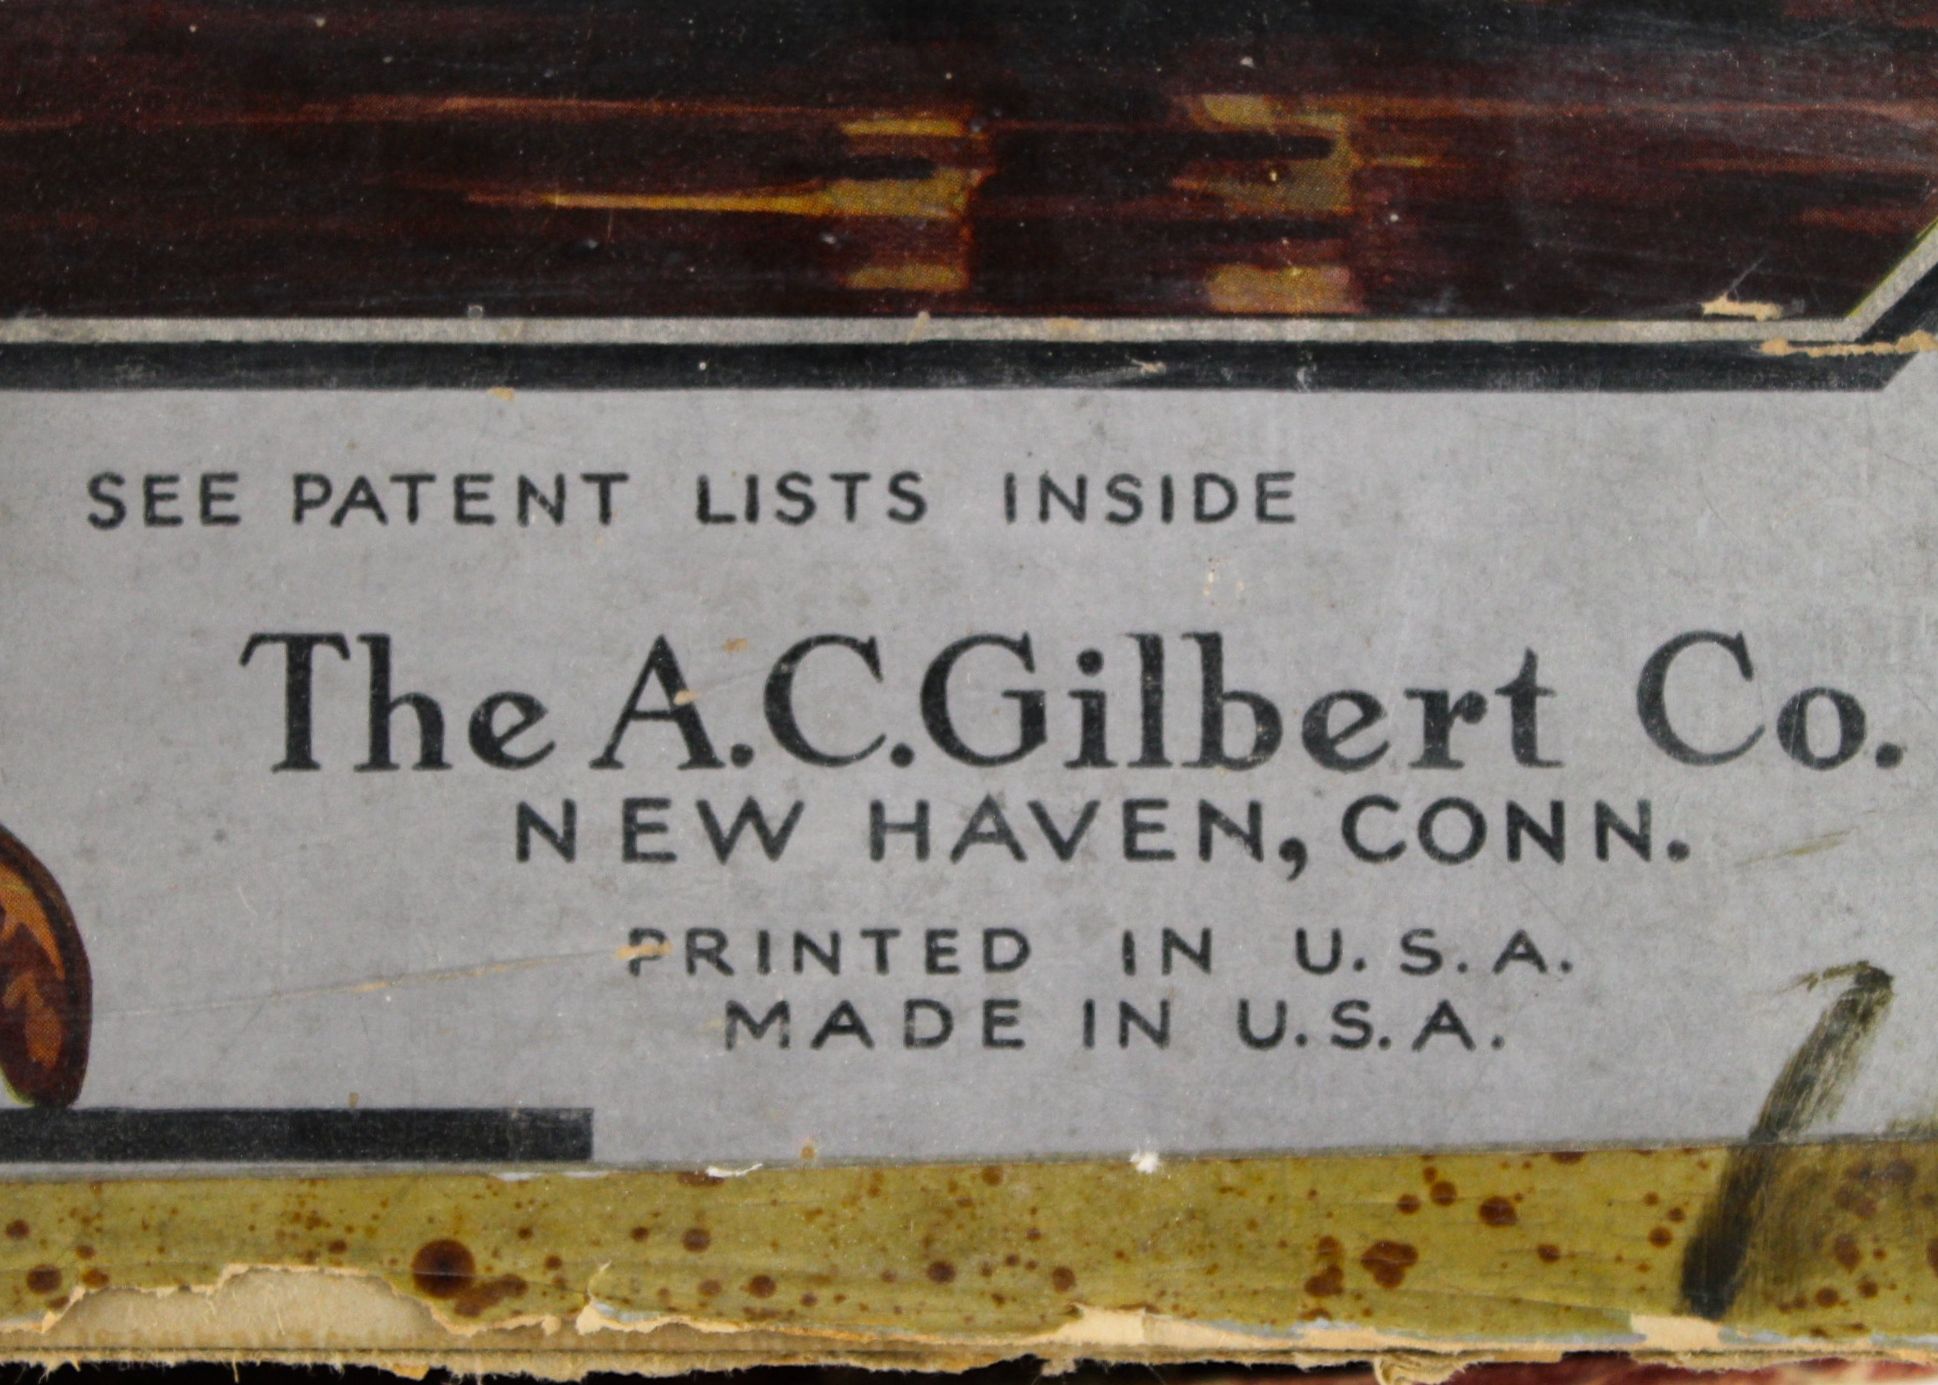 SEE PATENT LISTS INSIDE
The A.C. Gilbert Co.
NEW HAVEN, CONN.
PRINTED IN U.S.A.
MADE IN U.S.A.